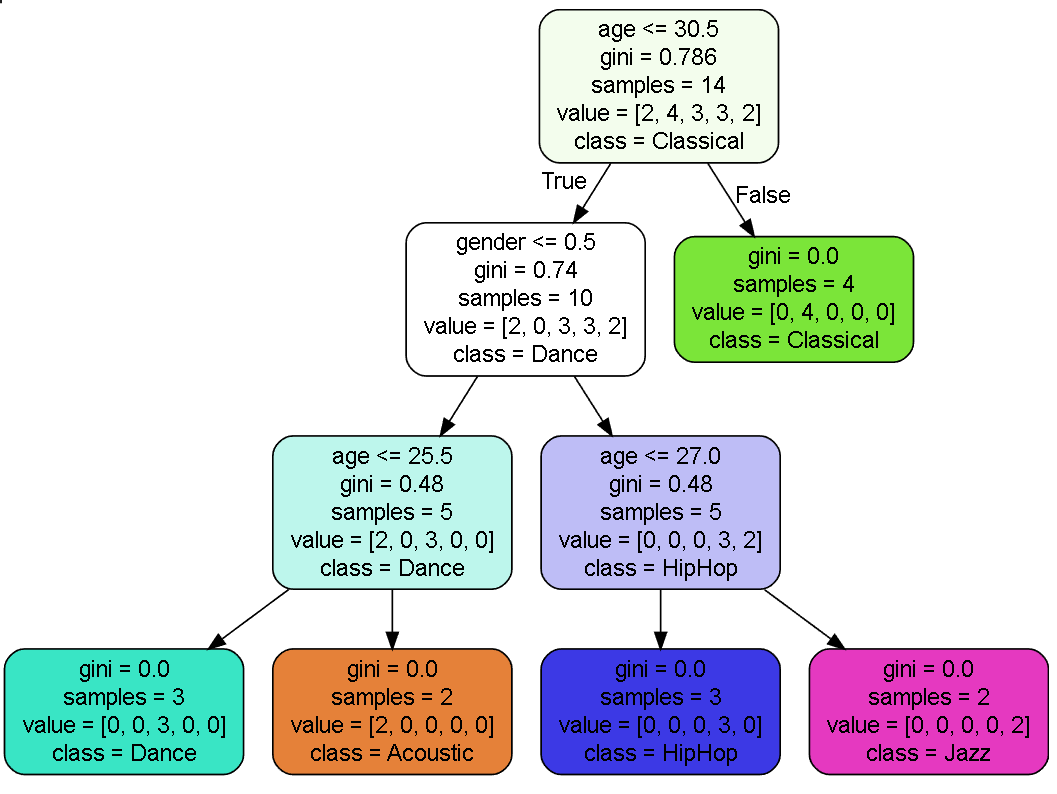 age <= 30.5
gini = 0.786
samples = 14
value = [2, 4, 3, 3, 2]
class = Classical
True
False
gender <= 0.5
gini = 0.74
samples = 10
value = [2, 0, 3, 3, 2]
class = Dance
gini = 0.0
samples = 4
value = [0, 4, 0, 0, 0]
class = Classical
age <= 25.5
gini = 0.48
samples = 5
value = [2, 0, 3, 0, 0]
class = Dance
age <= 27.0
gini = 0.48
samples = 5
value = [0, 0, 0, 3, 2]
class = HipHop
gini = 0.0
samples = 3
value = [0, 0, 3, 0, 0]
class = Dance
gini = 0.0
samples = 2
value = [2, 0, 0, 0, 0]
class = Acoustic
gini = 0.0
samples = 3
value = [0, 0, 0, 3, 0]
class = HipHop
gini = 0.0
samples = 2
value = [0, 0, 0, 0, 2]
class = Jazz